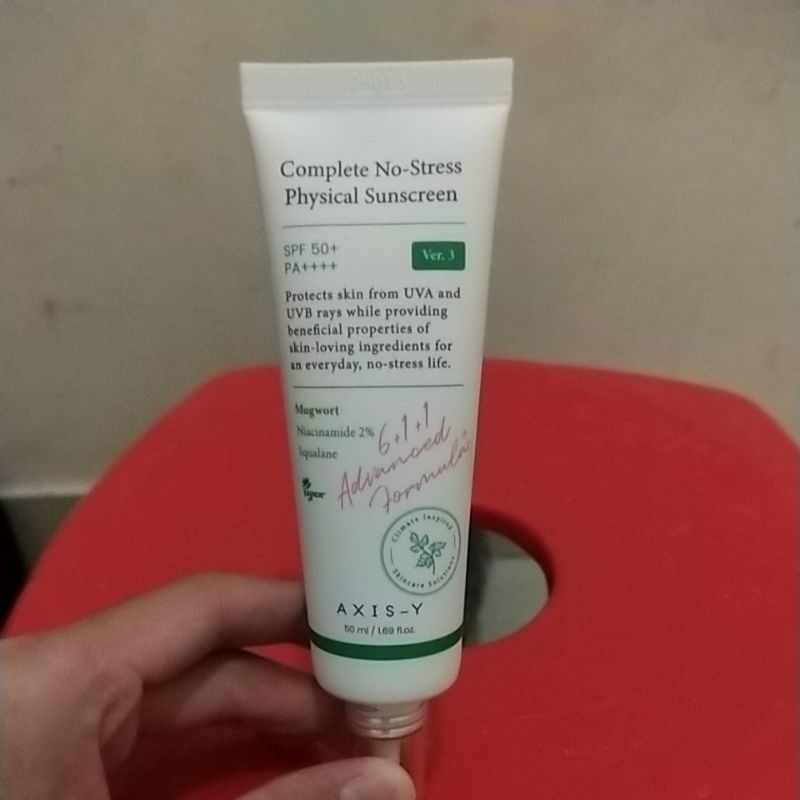 Complete No-Stress
Physical Sunscreen
SPF 50+
PA++++
Ver. 3
Protects skin from UVA and
UVB rays while providing
beneficial properties of
skin-loving ingredients for
an everyday, no-stress life.
Mugwort
Niacinamide 2%
Squalane
6+1+1
Advanced
Formula
Vegan
Climate Inspired
Skincare Solutions
AXIS-Y
50 ml / 1.69 fl.oz.